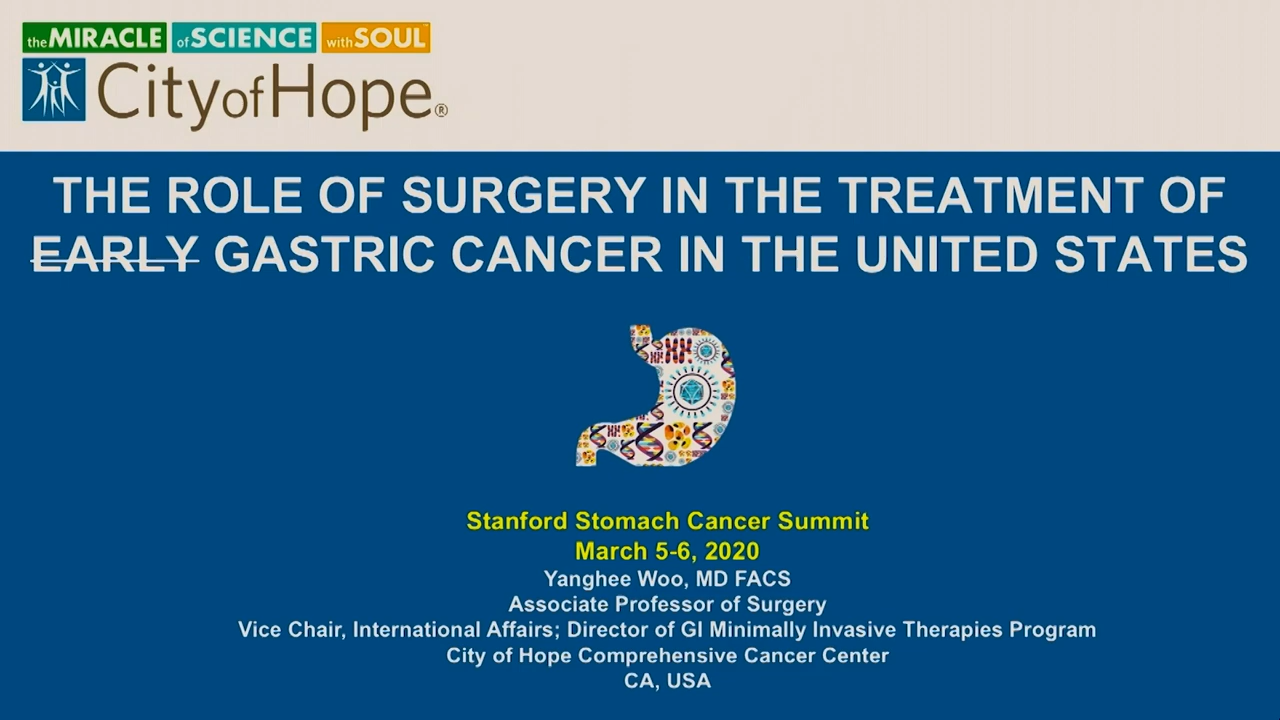 the MIRACLE of SCIENCE with SOUL™
City of Hope®
THE ROLE OF SURGERY IN THE TREATMENT OF
EARLY GASTRIC CANCER IN THE UNITED STATES
Stanford Stomach Cancer Summit
March 5-6, 2020
Yanghee Woo, MD FACS
Associate Professor of Surgery
Vice Chair, International Affairs; Director of GI Minimally Invasive Therapies Program
City of Hope Comprehensive Cancer Center
CA, USA